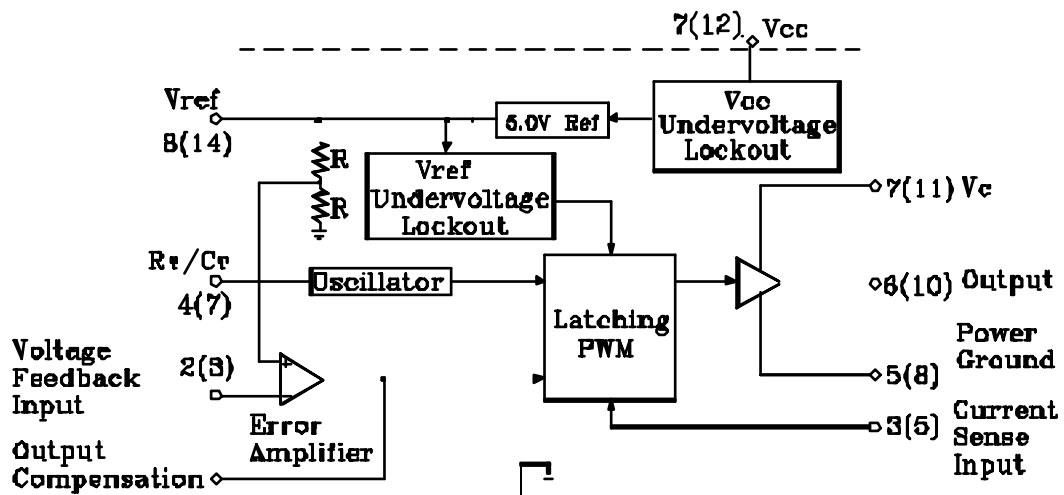 7(12) Vcc
Vref
8(14)
5.0V Ref
Vcc
Undervoltage
Lockout
R
R
Vref
Undervoltage
Lockout
7(11) Vc
RT/CT
4(7)
Oscillator
Latching
PWM
6(10) Output
Voltage
Feedback
Input
2(3)
+
−
Error
Amplifier
Power
Ground
5(8)
3(5)
Current
Sense
Input
Output
Compensation